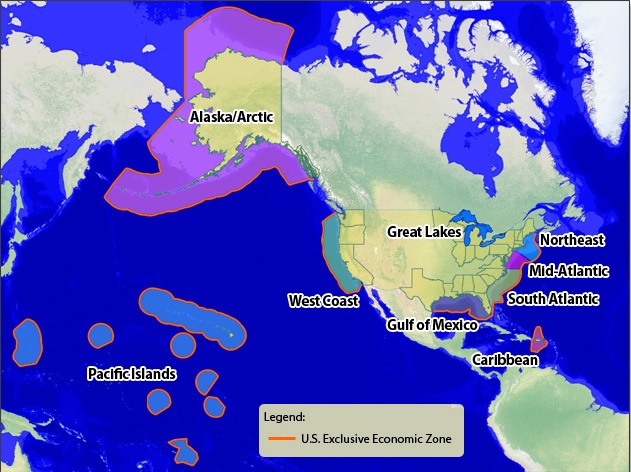 Alaska/Arctic
Great Lakes
Northeast
Mid-Atlantic
West Coast
South Atlantic
Gulf of Mexico
Caribbean
Pacific Islands
Legend:
U.S. Exclusive Economic Zone